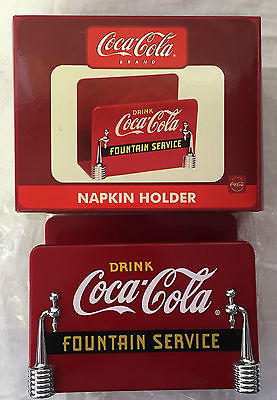 Coca-Cola ®
BRAND
DRINK
Coca-Cola
FOUNTAIN SERVICE
NAPKIN HOLDER
DRINK
Coca-Cola ®
FOUNTAIN SERVICE